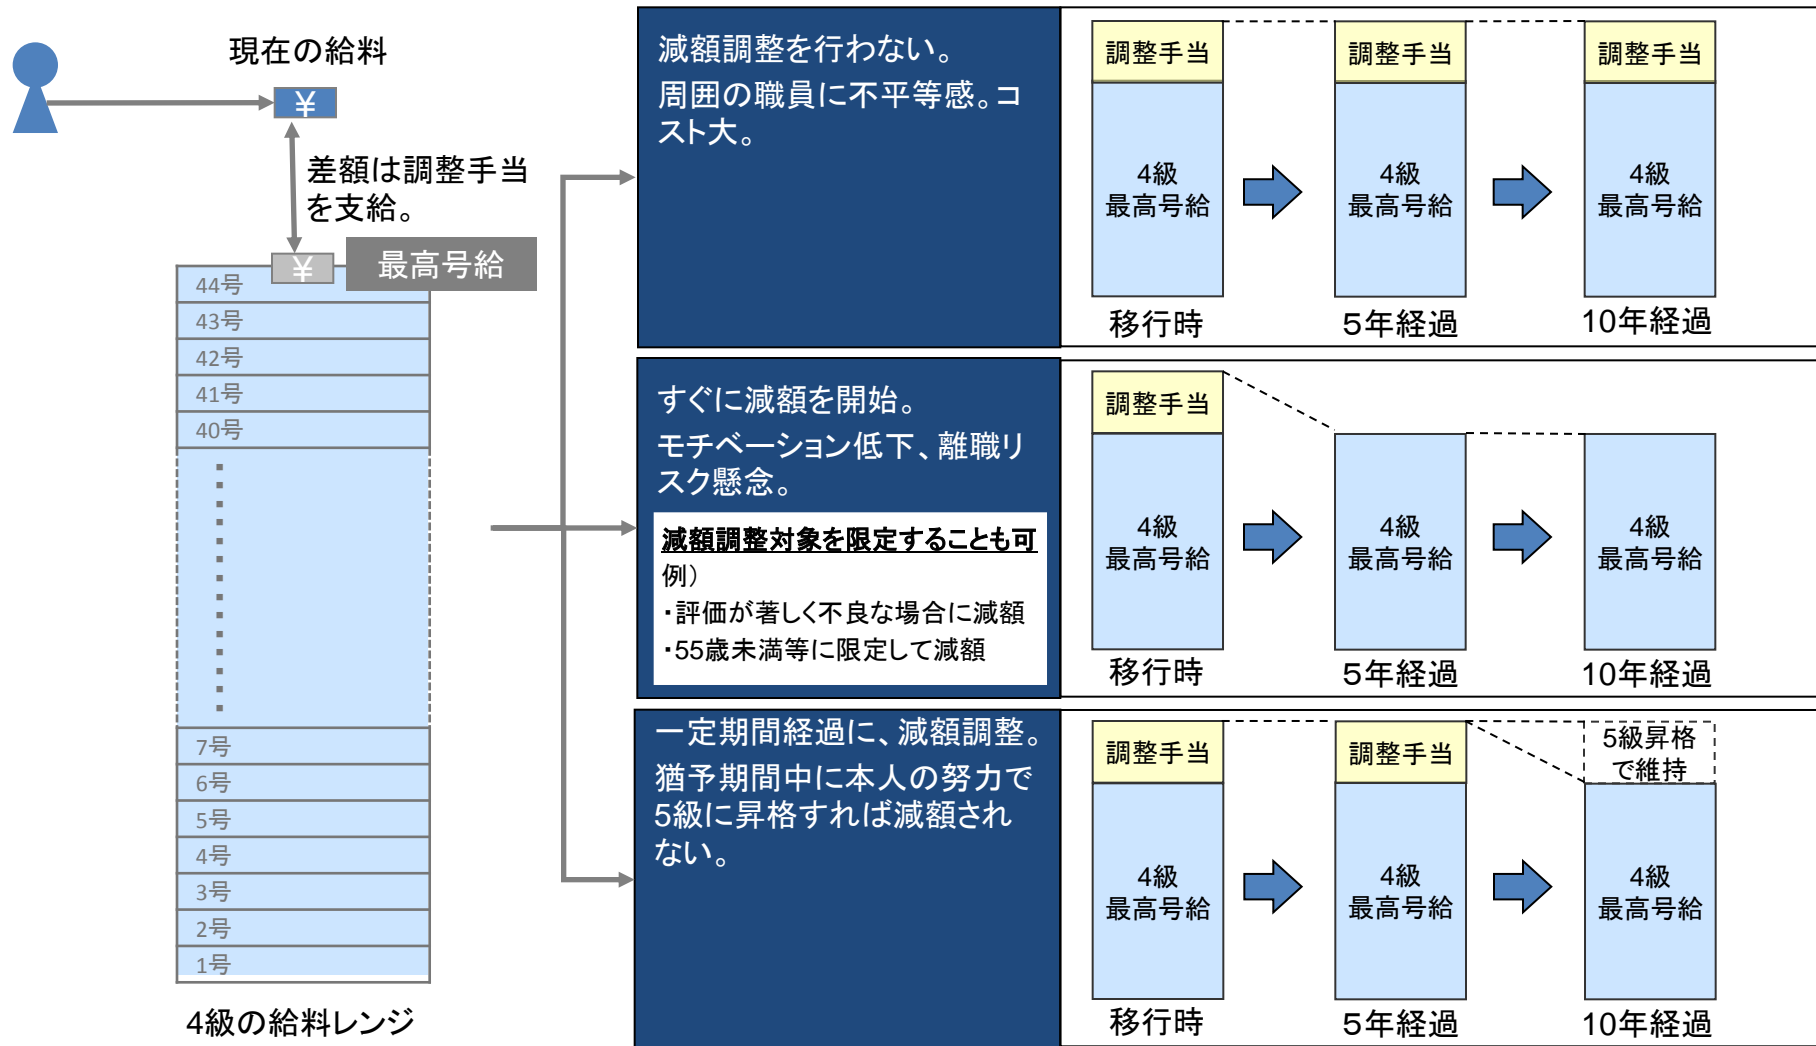 現在の給料
¥
差額は調整手当
を支給。
¥
最高号給
44号
43号
42号
41号
40号
7号
6号
5号
4号
3号
2号
1号
4級の給料レンジ
減額調整を行わない。
周囲の職員に不平等感。コ
スト大。
調整手当
調整手当
調整手当
4級
最高号給
4級
最高号給
4級
最高号給
移行時
5年経過
10年経過
すぐに減額を開始。
モチベーション低下、離職リ
スク懸念。
減額調整対象を限定することも可
例）
・評価が著しく不良な場合に減額
・55歳未満等に限定して減額
調整手当
4級
最高号給
4級
最高号給
4級
最高号給
移行時
5年経過
10年経過
一定期間経過に、減額調整。
猶予期間中に本人の努力で
5級に昇格すれば減額され
ない。
調整手当
調整手当
5級昇格
で維持
4級
最高号給
4級
最高号給
4級
最高号給
移行時
5年経過
10年経過